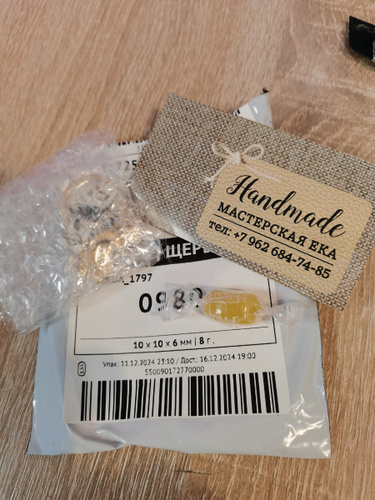 Handmade
МАСТЕРСКАЯ ЕКА
тел: +7 962 684-74-85
_1797
10 x 10 x 6 мм | 8 г.
Упак: 11.12.2024 23:10 / Дост.: 16.12.2024 19:00
550090172770000